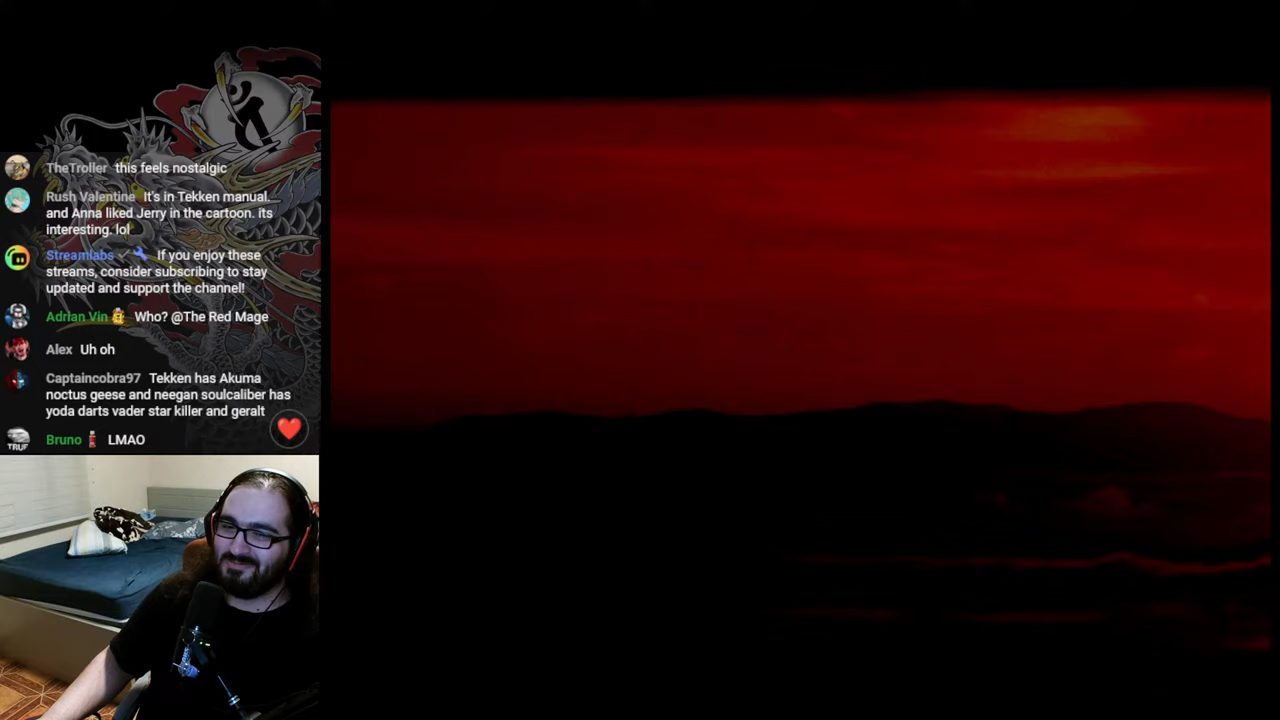 TheTroller this feels nostalgic
Rush Valentine It's in Tekken manual.
and Anna liked Jerry in the cartoon. its
interesting. lol
Streamlabs If you enjoy these
streams, consider subscribing to stay
updated and support the channel!
Adrian Vin Who? @The Red Mage
Alex Uh oh
Captaincobra97 Tekken has Akuma
noctus geese and neegan soulcaliber has
yoda darts vader star killer and geralt
TRUE
Bruno LMAO